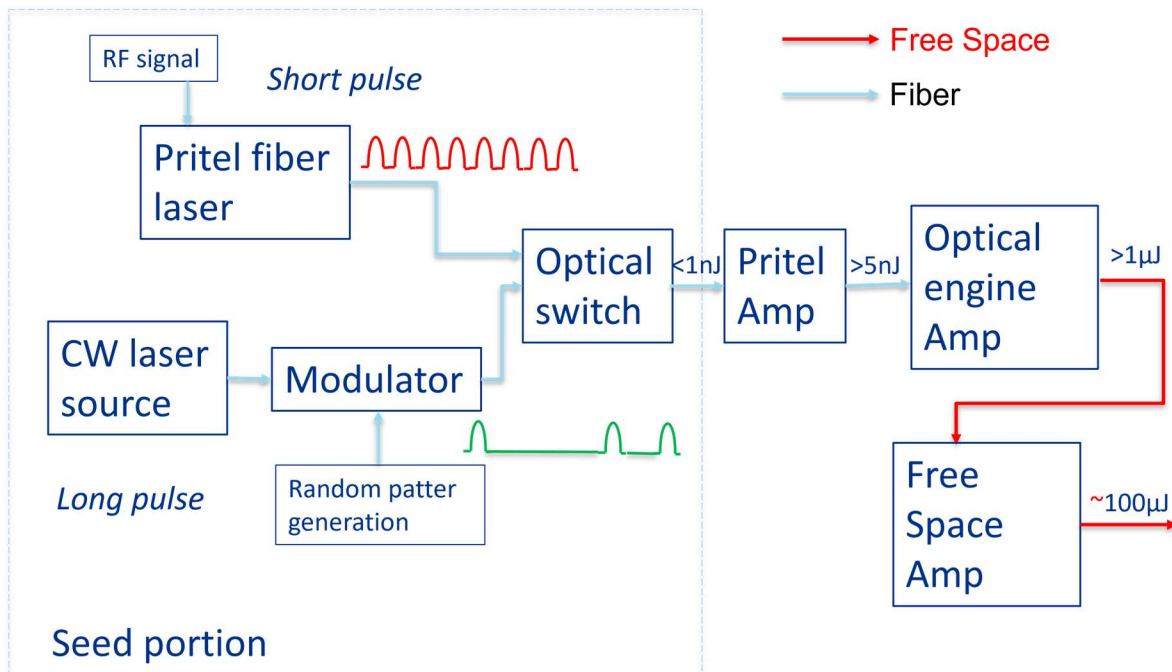 RF signal
Short pulse
Free Space
Fiber
Pritel fiber
laser
Optical
switch
<1nJ
Pritel
Amp
>5nJ
Optical
engine
Amp
>1µJ
CW laser
source
Modulator
Long pulse
Random patter
generation
Free
Space
Amp
~100µJ
Seed portion